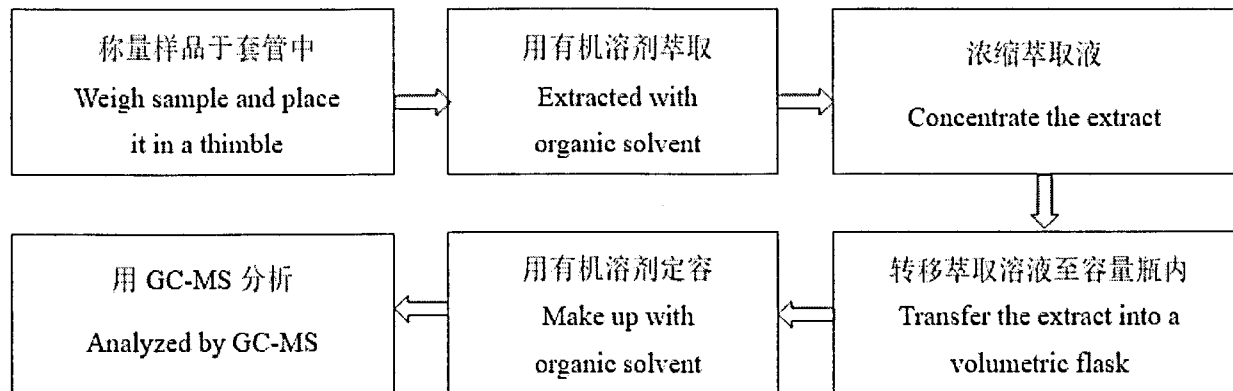 称量样品于套管中
Weigh sample and place
it in a thimble
用有机溶剂萃取
Extracted with
organic solvent
浓缩萃取液
Concentrate the extract
转移萃取溶液至容量瓶内
Transfer the extract into a
volumetric flask
用有机溶剂定容
Make up with
organic solvent
用 GC-MS 分析
Analyzed by GC-MS